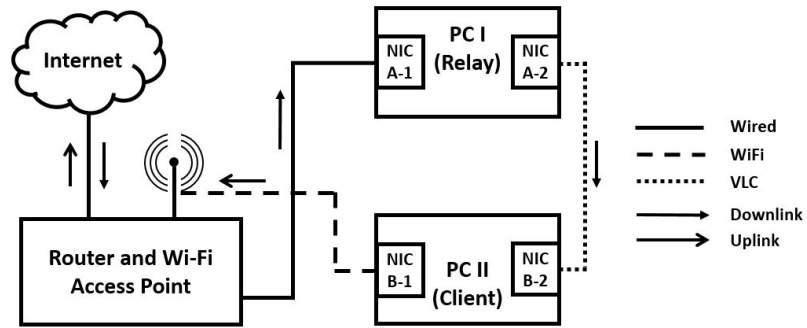 Internet
Router and Wi-Fi
Access Point
PC I
(Relay)
NIC
A-1
NIC
A-2
PC II
(Client)
NIC
B-1
NIC
B-2
Wired
WiFi
VLC
Downlink
Uplink